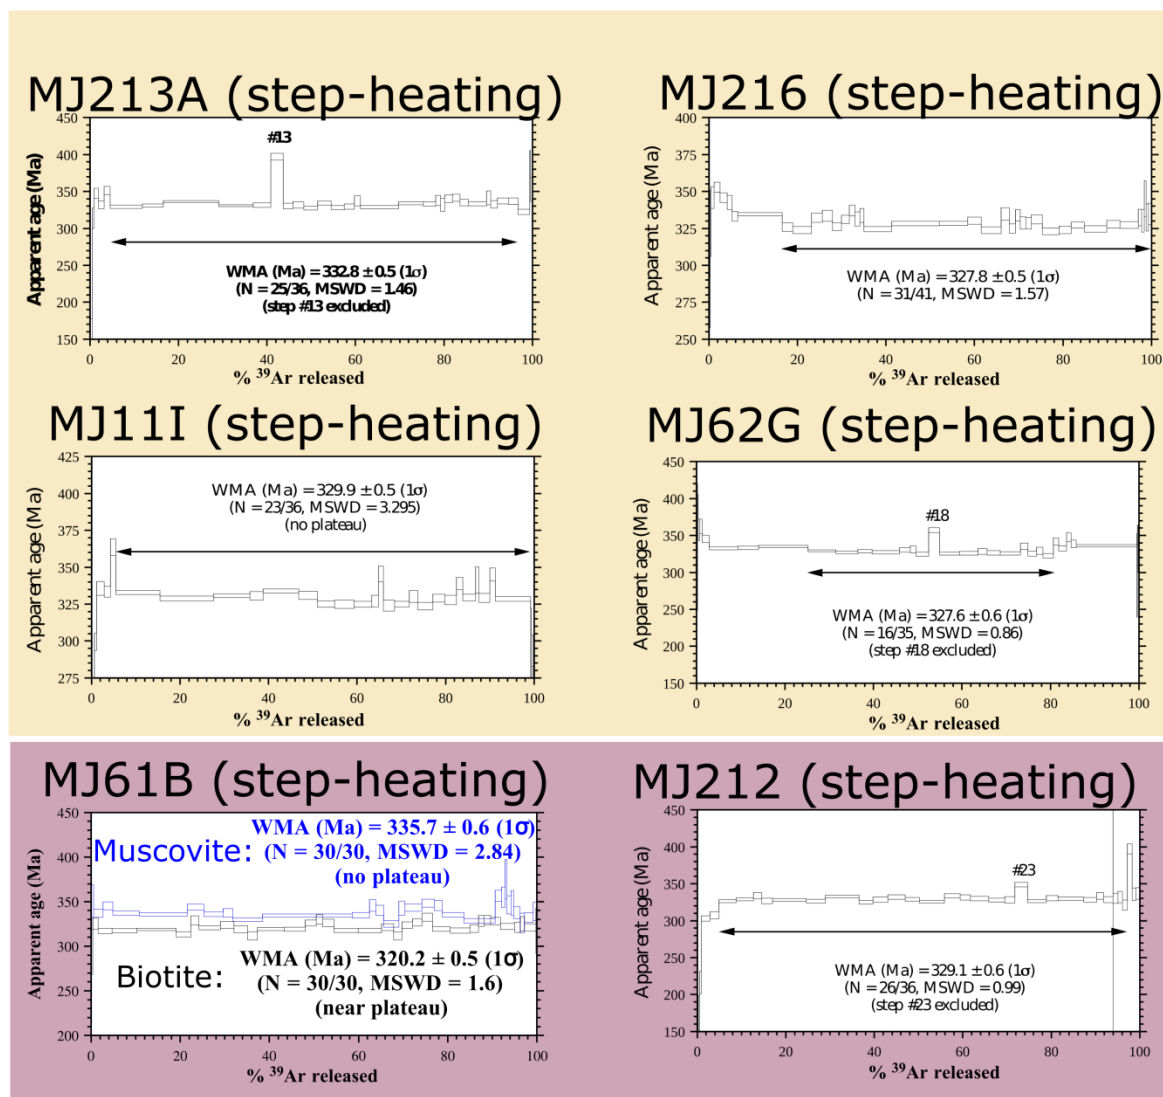 MJ213A (step-heating)
450
400
350
300
250
200
150
Apparent age (Ma)
#13
WMA (Ma) = 332.8 ± 0.5 (1σ)
(N = 25/36, MSWD = 1.46)
(step #13 excluded)
0 20 40 60 80 100
% ³⁹Ar released
MJ216 (step-heating)
400
375
350
325
300
275
250
Apparent age (Ma)
WMA (Ma) = 327.8 ± 0.5 (1σ)
(N = 31/41, MSWD = 1.57)
0 20 40 60 80 100
% ³⁹Ar released
MJ11I (step-heating)
425
400
375
350
325
300
275
Apparent age (Ma)
WMA (Ma) = 329.9 ± 0.5 (1σ)
(N = 23/36, MSWD = 3.295)
(no plateau)
0 20 40 60 80 100
% ³⁹Ar released
MJ62G (step-heating)
450
400
350
300
250
200
150
Apparent age (Ma)
#18
WMA (Ma) = 327.6 ± 0.6 (1σ)
(N = 16/35, MSWD = 0.86)
(step #18 excluded)
0 20 40 60 80 100
% ³⁹Ar released
MJ61B (step-heating)
450
400
350
300
250
200
Apparent age (Ma)
WMA (Ma) = 335.7 ± 0.6 (1σ)
Muscovite: (N = 30/30, MSWD = 2.84)
(no plateau)
WMA (Ma) = 320.2 ± 0.5 (1σ)
Biotite: (N = 30/30, MSWD = 1.6)
(near plateau)
0 20 40 60 80 100
% ³⁹Ar released
MJ212 (step-heating)
450
400
350
300
250
200
150
Apparent age (Ma)
#23
WMA (Ma) = 329.1 ± 0.6 (1σ)
(N = 26/36, MSWD = 0.99)
(step #23 excluded)
0 20 40 60 80 100
% ³⁹Ar released